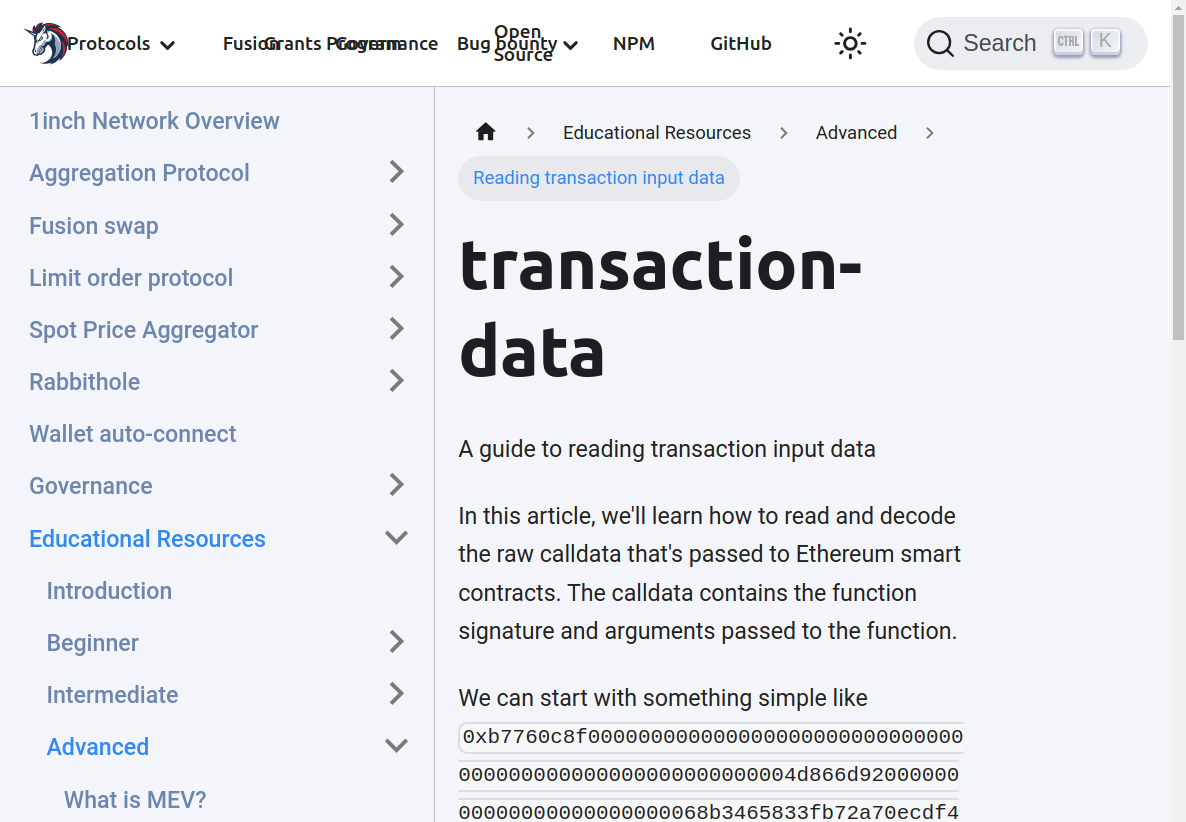 Protocols
Fusion
Grants Program
Governance
Bug bounty
Open
Source
NPM
GitHub
Search
CTRL
K
1inch Network Overview
Aggregation Protocol
Fusion swap
Limit order protocol
Spot Price Aggregator
Rabbithole
Wallet auto-connect
Governance
Educational Resources
Introduction
Beginner
Intermediate
Advanced
What is MEV?
Educational Resources
Advanced
Reading transaction input data
transaction-
data
A guide to reading transaction input data
In this article, we'll learn how to read and decode
the raw calldata that's passed to Ethereum smart
contracts. The calldata contains the function
signature and arguments passed to the function.
We can start with something simple like
0xb7760c8f000000000000000000000000000000
000000000000000000000000004d866d92000000
00000000000000000068b3465833fb72a70ecdf4